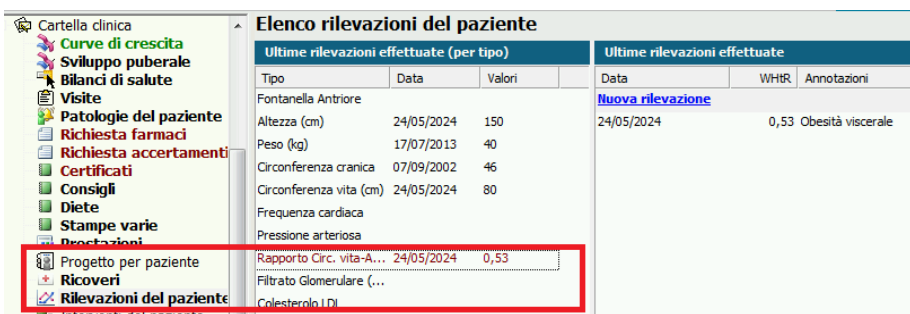 Cartella clinica
Curve di crescita
Sviluppo puberale
Bilanci di salute
Visite
Patologie del paziente
Richiesta farmaci
Richiesta accertamenti
Certificati
Consigli
Diete
Stampe varie
Prestazioni
Progetto per paziente
Ricoveri
Rilevazioni del paziente
Interventi del paziente
Elenco rilevazioni del paziente
Ultime rilevazioni effettuate (per tipo)
Tipo Data Valori
Fontanella Antriore
Altezza (cm) 24/05/2024 150
Peso (kg) 17/07/2013 40
Circonferenza cranica 07/09/2002 46
Circonferenza vita (cm) 24/05/2024 80
Frequenza cardiaca
Pressione arteriosa
Rapporto Circ. vita-A... 24/05/2024 0,53
Filtrato Glomerulare (...
Colesterolo LDL
Ultime rilevazioni effettuate
Data WHtR Annotazioni
Nuova rilevazione
24/05/2024 0,53 Obesità viscerale